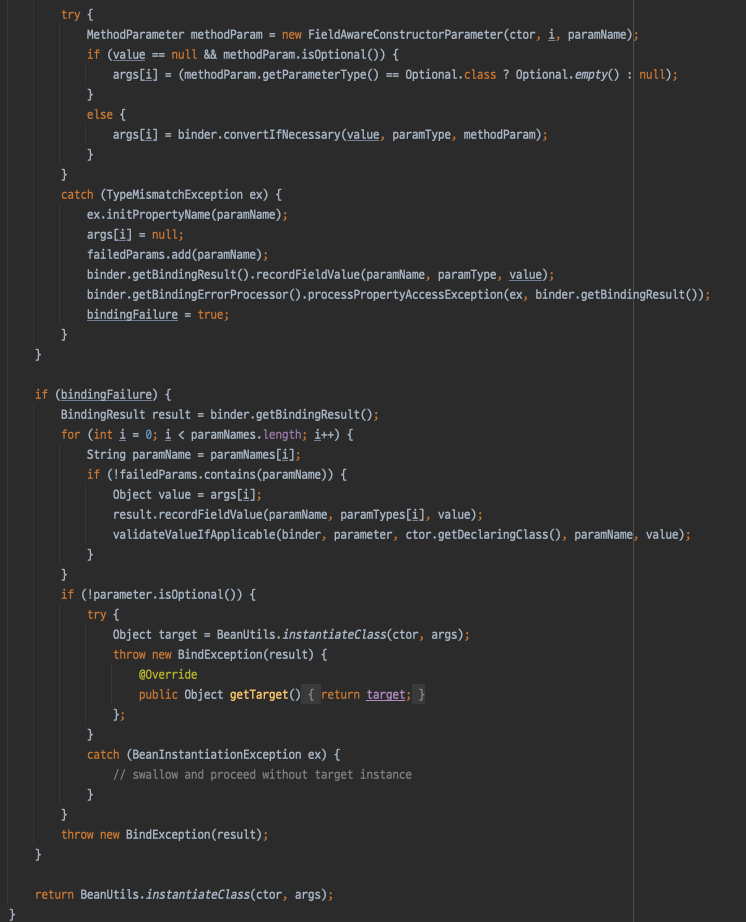 try {
MethodParameter methodParam = new FieldAwareConstructorParameter(ctor, i, paramName);
if (value == null && methodParam.isOptional()) {
args[i] = (methodParam.getParameterType() == Optional.class ? Optional.empty() : null);
}
else {
args[i] = binder.convertIfNecessary(value, paramType, methodParam);
}
}
catch (TypeMismatchException ex) {
ex.initPropertyName(paramName);
args[i] = null;
failedParams.add(paramName);
binder.getBindingResult().recordFieldValue(paramName, paramType, value);
binder.getBindingErrorProcessor().processPropertyAccessException(ex, binder.getBindingResult());
bindingFailure = true;
}
}
if (bindingFailure) {
BindingResult result = binder.getBindingResult();
for (int i = 0; i < paramNames.length; i++) {
String paramName = paramNames[i];
if (!failedParams.contains(paramName)) {
Object value = args[i];
result.recordFieldValue(paramName, paramTypes[i], value);
validateValueIfApplicable(binder, parameter, ctor.getDeclaringClass(), paramName, value);
}
}
if (!parameter.isOptional()) {
try {
Object target = BeanUtils.instantiateClass(ctor, args);
throw new BindException(result) {
@Override
public Object getTarget() { return target; }
};
}
catch (BeanInstantiationException ex) {
// swallow and proceed without target instance
}
}
throw new BindException(result);
}
return BeanUtils.instantiateClass(ctor, args);
}